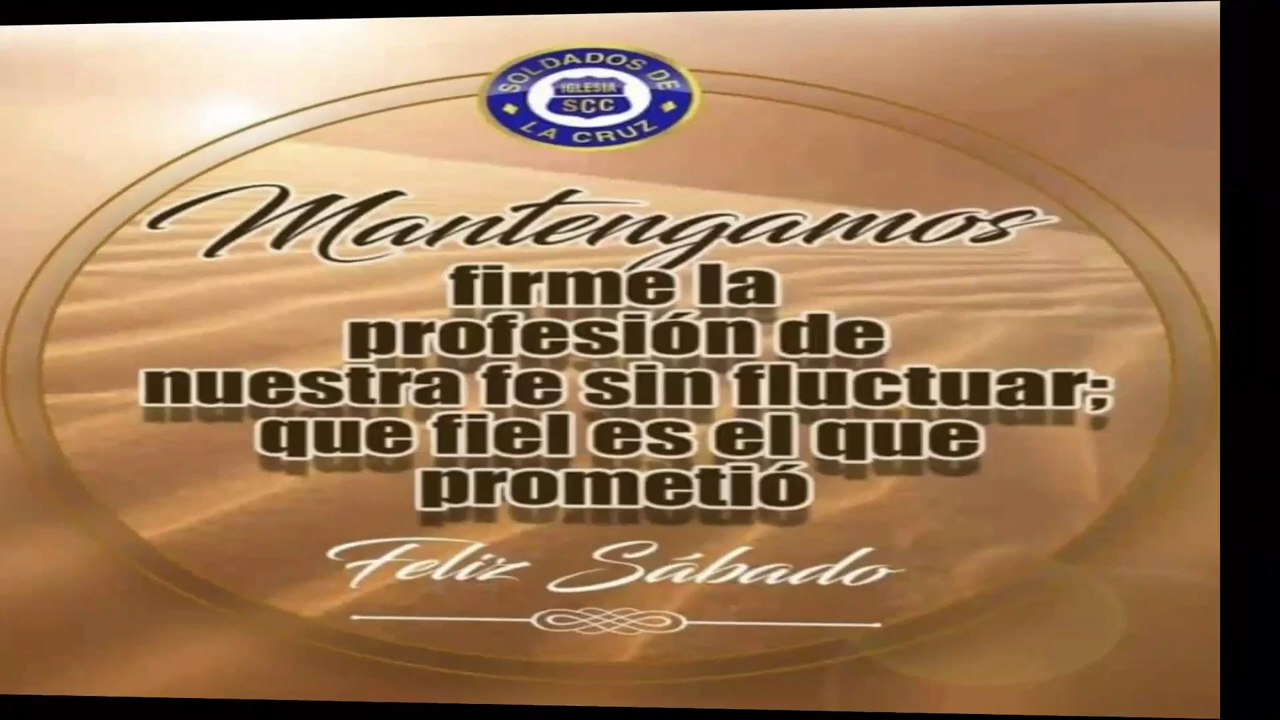 SOLDADOS DE
IGLESIA
SCC
LA CRUZ
Mantengamos
firme la
profesión de
nuestra fe sin fluctuar;
que fiel es el que
prometió
Feliz Sábado